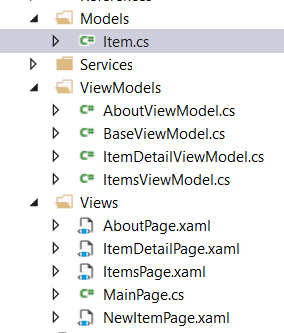 Models
Item.cs
Services
ViewModels
AboutViewModel.cs
BaseViewModel.cs
ItemDetailViewModel.cs
ItemsViewModel.cs
Views
AboutPage.xaml
ItemDetailPage.xaml
ItemsPage.xaml
MainPage.cs
NewItemPage.xaml